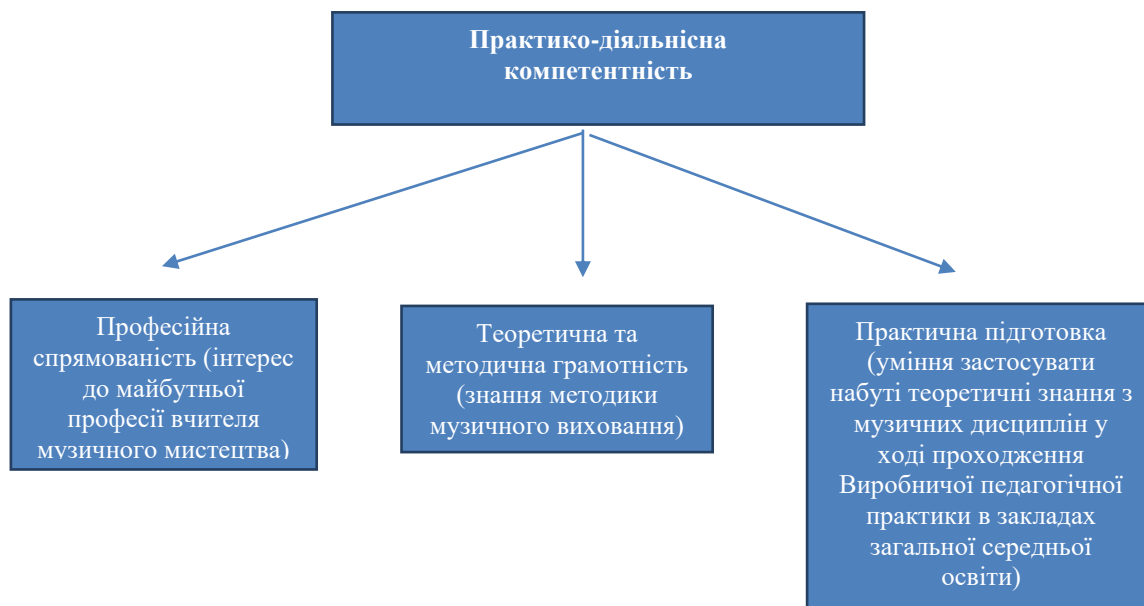 Практико-діяльнісна
компетентність
Професійна
спрямованість (інтерес
до майбутньої
професії вчителя
музичного мистецтва)
Теоретична та
методична грамотність
(знання методики
музичного виховання)
Практична підготовка
(уміння застосувати
набуті теоретичні знання з
музичних дисциплін у
ході проходження
Виробничої педагогічної
практики в закладах
загальної середньої
освіти)